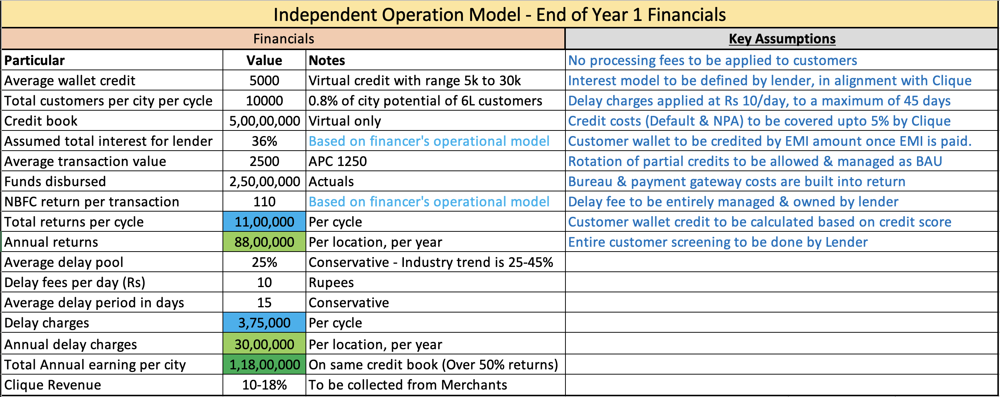 Independent Operation Model - End of Year 1 Financials
Financials Key Assumptions
Particular Value Notes No processing fees to be applied to customers
Average wallet credit 5000 Virtual credit with range 5k to 30k Interest model to be defined by lender, in alignment with Clique
Total customers per city per cycle 10000 0.8% of city potential of 6L customers Delay charges applied at Rs 10/day, to a maximum of 45 days
Credit book 5,00,00,000 Virtual only Credit costs (Default & NPA) to be covered upto 5% by Clique
Assumed total interest for lender 36% Based on financer's operational model Customer wallet to be credited by EMI amount once EMI is paid.
Average transaction value 2500 APC 1250 Rotation of partial credits to be allowed & managed as BAU
Funds disbursed 2,50,00,000 Actuals Bureau & payment gateway costs are built into return
NBFC return per transaction 110 Based on financer's operational model Delay fee to be entirely managed & owned by lender
Total returns per cycle 11,00,000 Per cycle Customer wallet credit to be calculated based on credit score
Annual returns 88,00,000 Per location, per year Entire customer screening to be done by Lender
Average delay pool 25% Conservative - Industry trend is 25-45%
Delay fees per day (Rs) 10 Rupees
Average delay period in days 15 Conservative
Delay charges 3,75,000 Per cycle
Annual delay charges 30,00,000 Per location, per year
Total Annual earning per city 1,18,00,000 On same credit book (Over 50% returns)
Clique Revenue 10-18% To be collected from Merchants